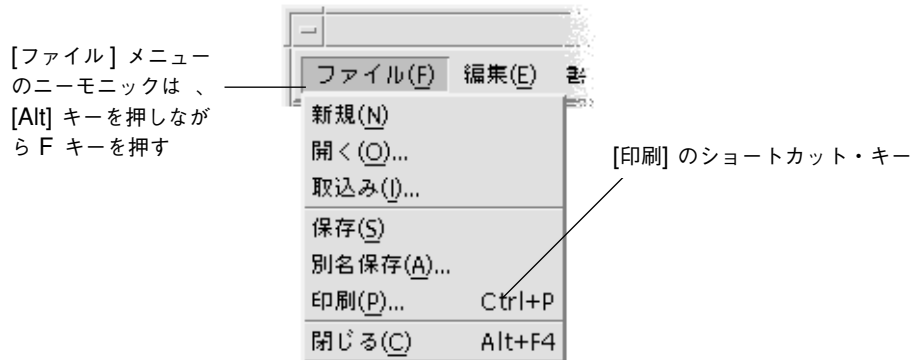 [ファイル] メニュー
のニーモニックは 、
[Alt] キーを押しなが
ら F キーを押す
ファイル(F) 編集(E)
新規(N)
開く(O)...
取込み(I)...
保存(S)
別名保存(A)...
印刷(P)... Ctrl+P
閉じる(C) Alt+F4
[印刷] のショートカット・キー